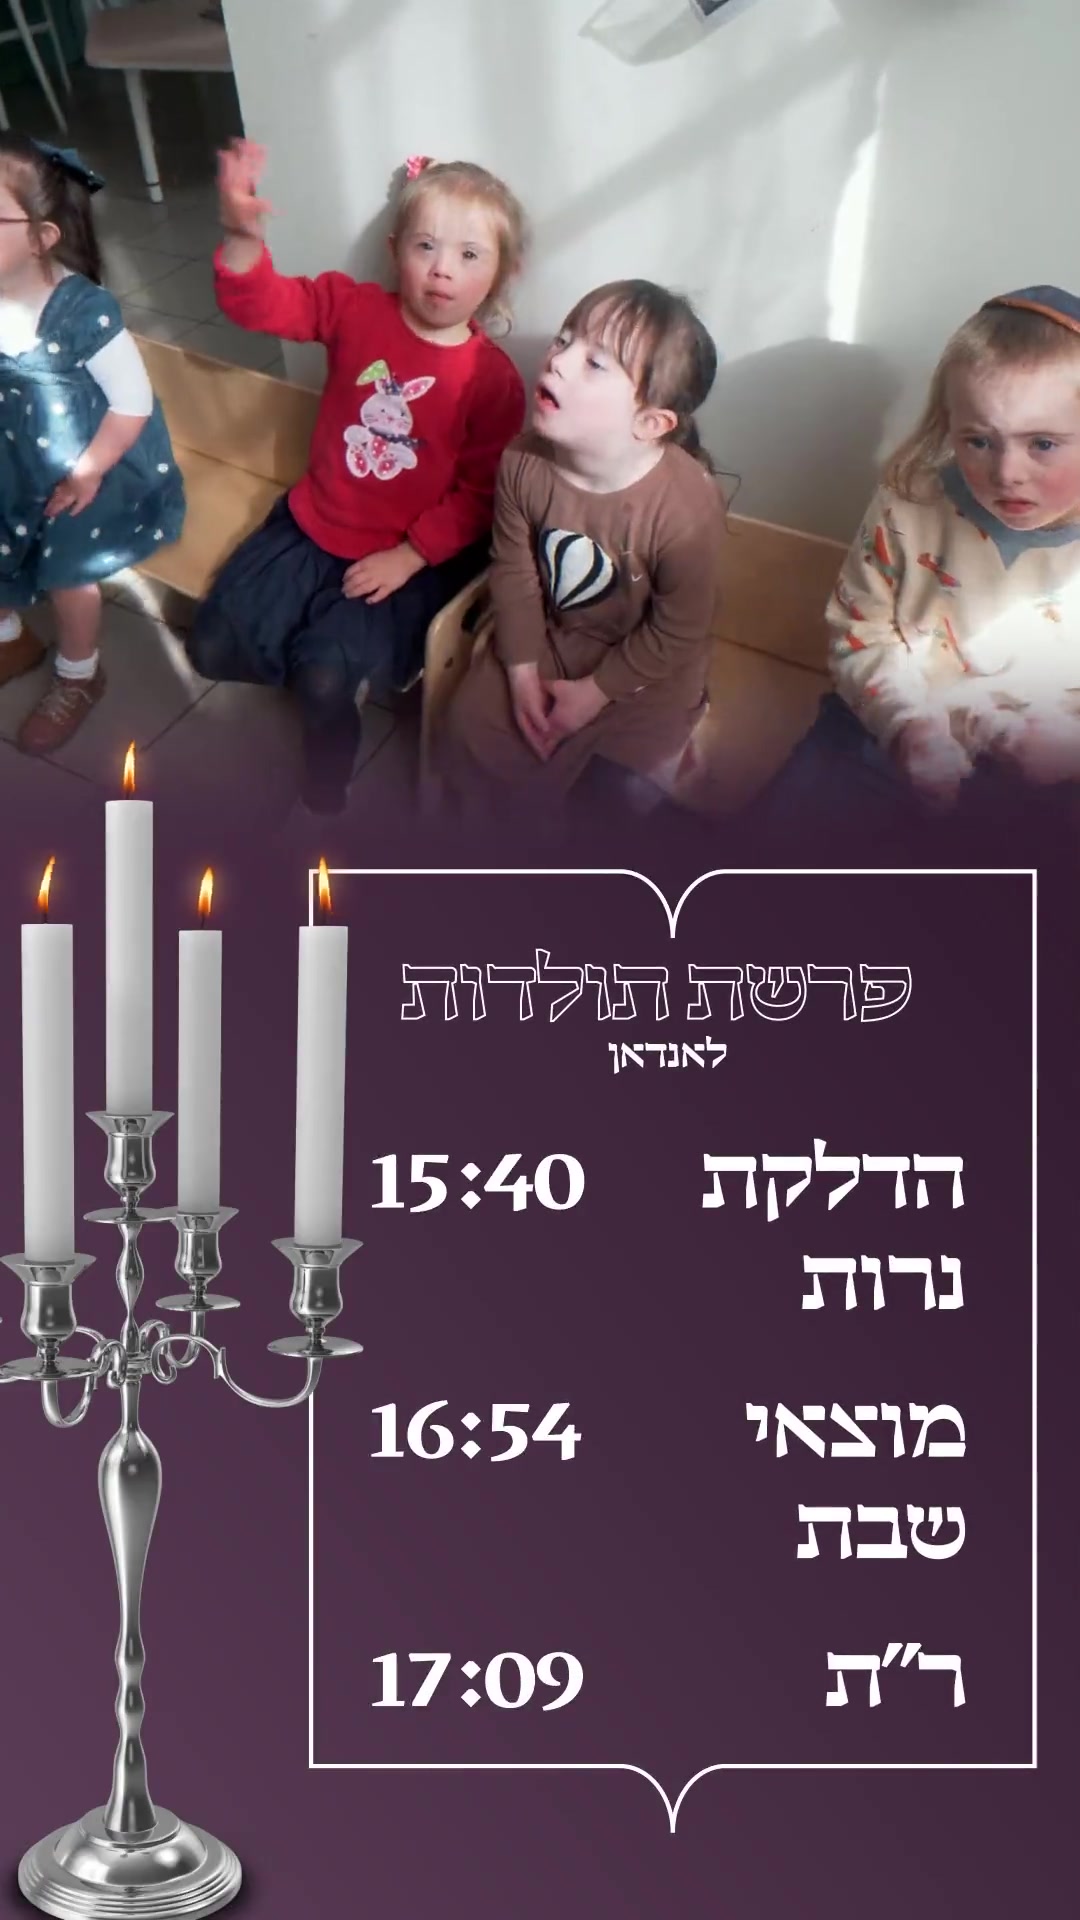 פרשת תולדות
לאנדאן
הדלקת נרות 15:40
מוצאי שבת 16:54
ר"ת 17:09